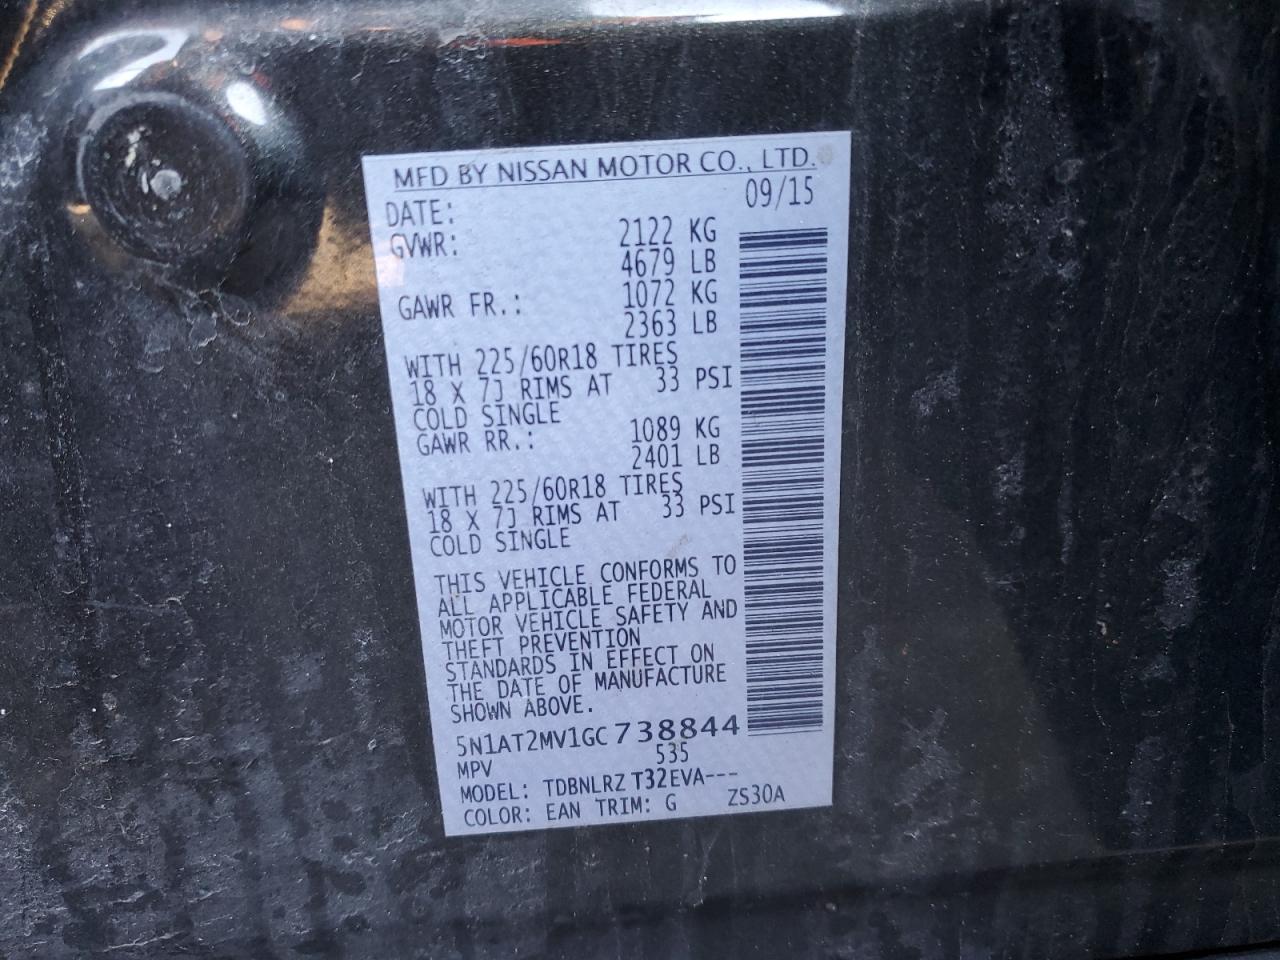 MFD BY NISSAN MOTOR CO., LTD.
DATE: 09/15
GVWR: 2122 KG
4679 LB
GAWR FR.: 1072 KG
2363 LB
WITH 225/60R18 TIRES
18 X 7J RIMS AT 33 PSI
COLD SINGLE
GAWR RR.: 1089 KG
2401 LB
WITH 225/60R18 TIRES
18 X 7J RIMS AT 33 PSI
COLD SINGLE
THIS VEHICLE CONFORMS TO
ALL APPLICABLE FEDERAL
MOTOR VEHICLE SAFETY AND
THEFT PREVENTION
STANDARDS IN EFFECT ON
THE DATE OF MANUFACTURE
SHOWN ABOVE.
5N1AT2MV1GC738844
MPV 535
MODEL: TDBNLRZ T32EVA---
COLOR: EAN TRIM: G ZS30A